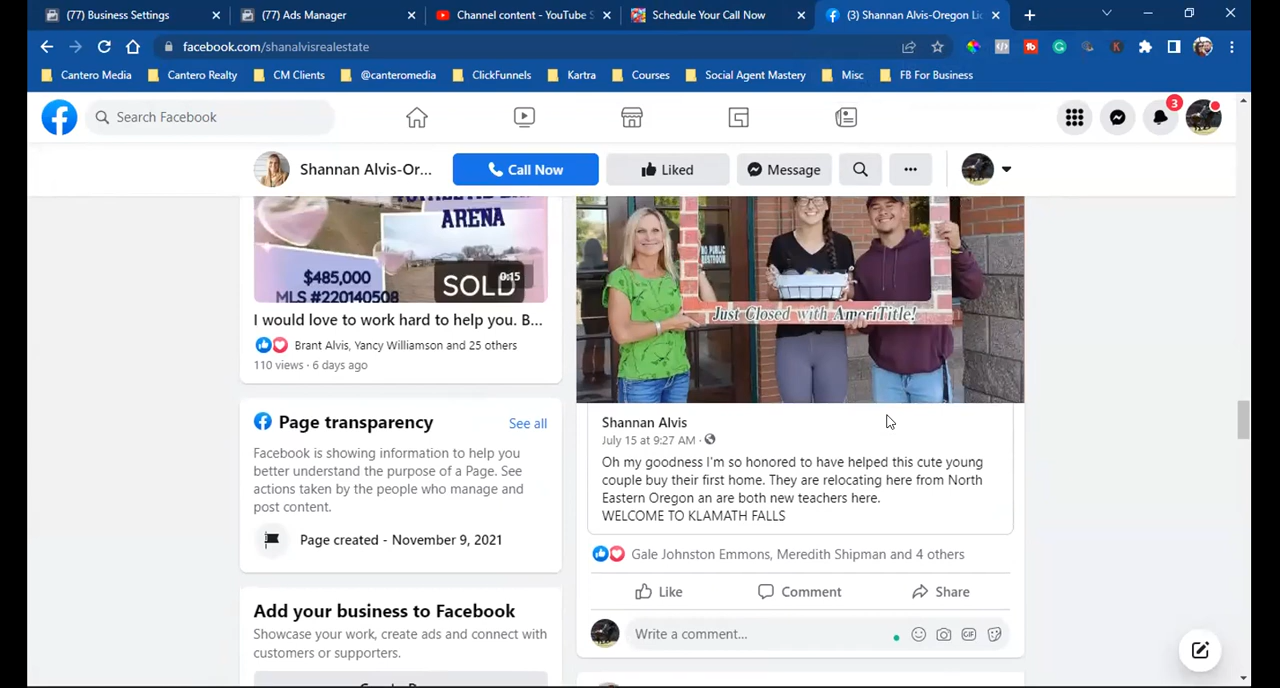 (77) Business Settings
(77) Ads Manager
Channel content - YouTube S
Schedule Your Call Now
(3) Shannan Alvis-Oregon Lic
facebook.com/shanalvisrealestate
Cantero Media
Cantero Realty
CM Clients
@canteromedia
ClickFunnels
Kartra
Courses
Social Agent Mastery
Misc
FB For Business
Search Facebook
3
Shannan Alvis-Or...
Call Now
Liked
Message
ARENA
$485,000
MLS #220140508
SOLD
0:15
I would love to work hard to help you. B...
Brant Alvis, Yancy Williamson and 25 others
110 views · 6 days ago
Page transparency
See all
Facebook is showing information to help you
better understand the purpose of a Page. See
actions taken by the people who manage and
post content.
Page created - November 9, 2021
Add your business to Facebook
Showcase your work, create ads and connect with
customers or supporters.
NO PUBLIC
RESTROOM
Just Closed with AmeriTitle!
Shannan Alvis
July 15 at 9:27 AM ·
Oh my goodness I'm so honored to have helped this cute young
couple buy their first home. They are relocating here from North
Eastern Oregon an are both new teachers here.
WELCOME TO KLAMATH FALLS
Gale Johnston Emmons, Meredith Shipman and 4 others
Like
Comment
Share
Write a comment...
GIF